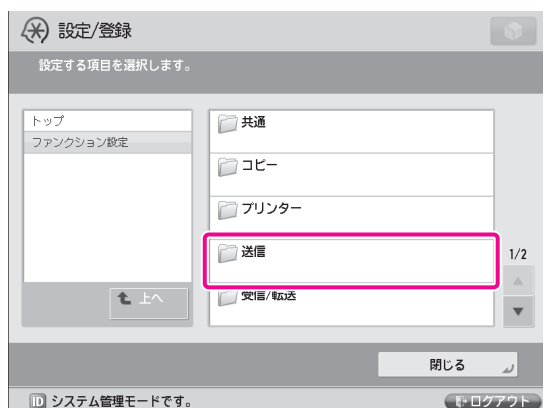 設定/登録
設定する項目を選択します。
トップ
ファンクション設定
上へ
共通
コピー
プリンター
送信
受信/転送
1/2
閉じる
ID システム管理モードです。
ログアウト